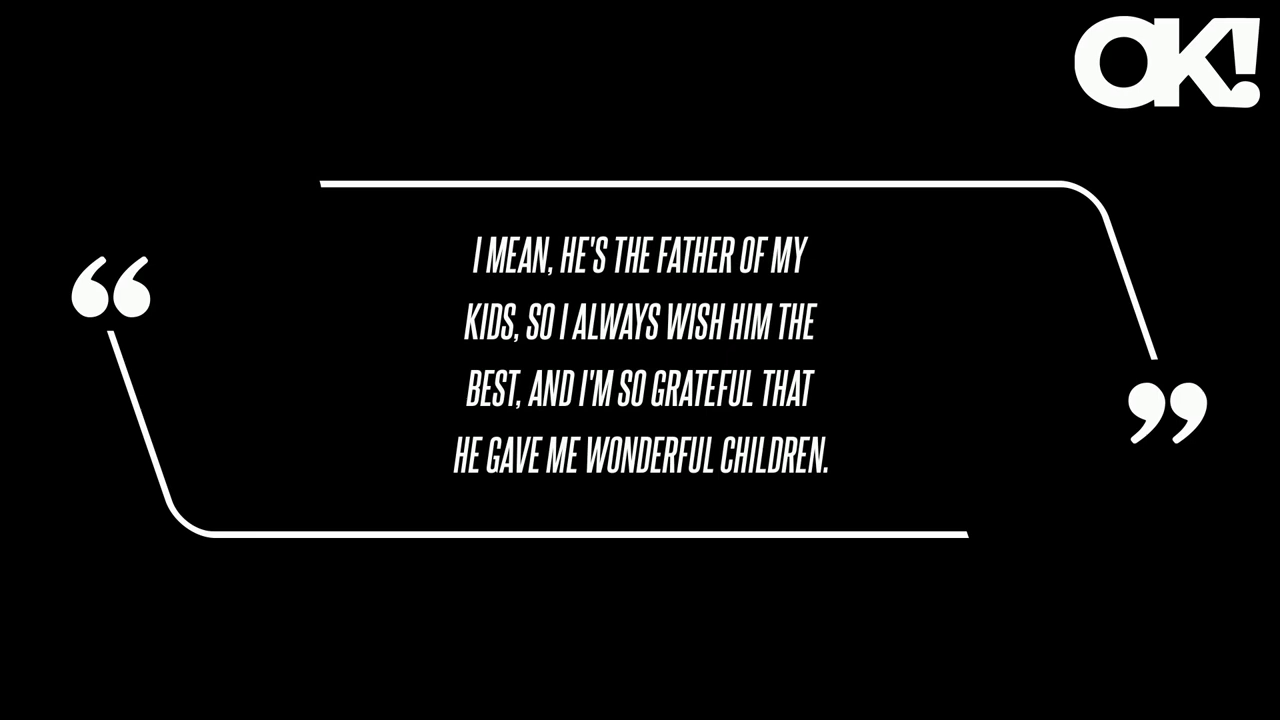 OK!
“
I MEAN, HE'S THE FATHER OF MY
KIDS, SO I ALWAYS WISH HIM THE
BEST, AND I'M SO GRATEFUL THAT
HE GAVE ME WONDERFUL CHILDREN.
”